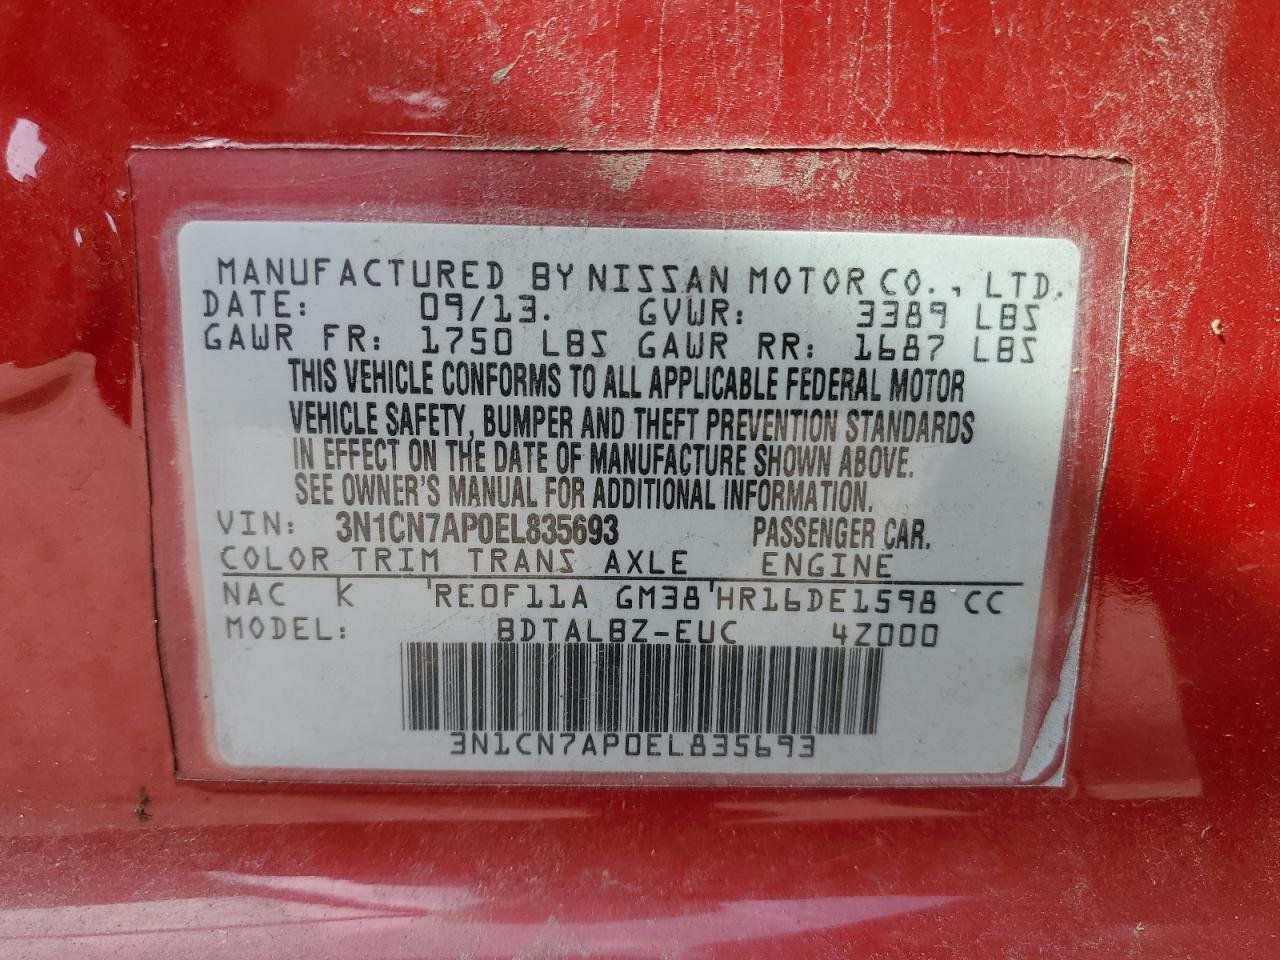 MANUFACTURED BY NISSAN MOTOR CO., LTD.
DATE: 09/13. GVWR: 3389 LBS
GAWR FR: 1750 LBS GAWR RR: 1687 LBS
THIS VEHICLE CONFORMS TO ALL APPLICABLE FEDERAL MOTOR
VEHICLE SAFETY, BUMPER AND THEFT PREVENTION STANDARDS
IN EFFECT ON THE DATE OF MANUFACTURE SHOWN ABOVE.
SEE OWNER'S MANUAL FOR ADDITIONAL INFORMATION.
VIN: 3N1CN7AP0EL835693 PASSENGER CAR.
COLOR TRIM TRANS AXLE ENGINE
NAC K 'RE0F11A GM38'HR16DE1598 CC
MODEL: BDTALBZ-EUC 4Z000
3N1CN7AP0EL835693